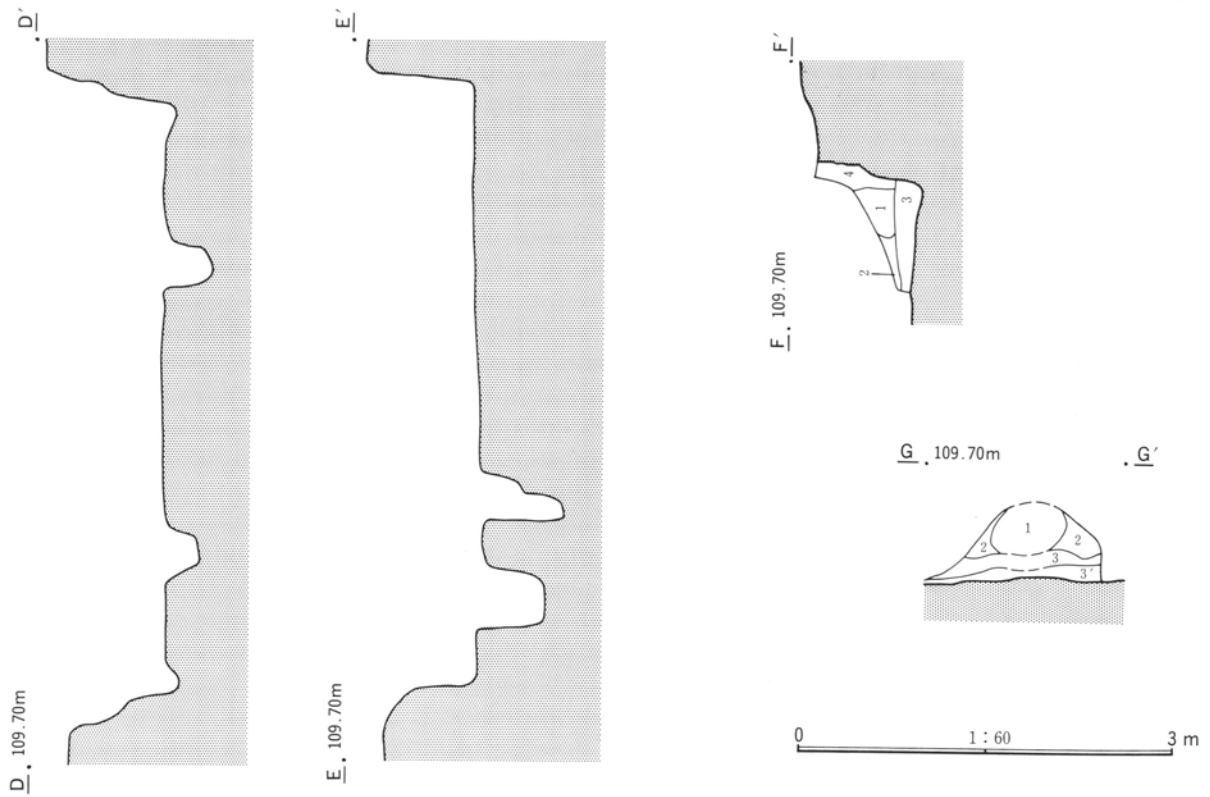 D . 109.70m . D′
E . 109.70m . E′
F . 109.70m . F′
4
1
3
2
G . 109.70m . G′
1
2
2
3
3′
0 1 : 60 3 m